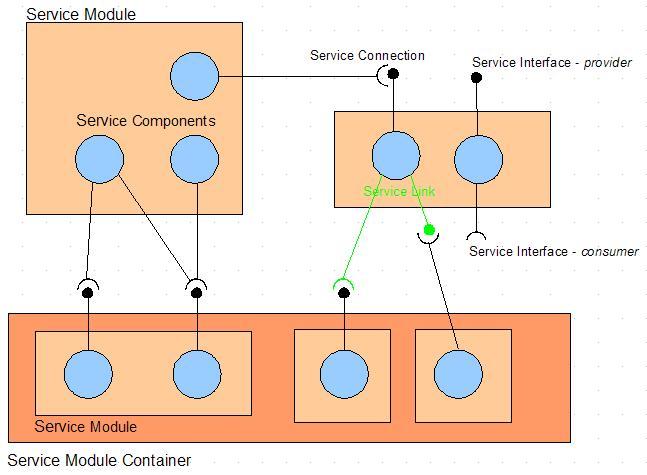 Service Module
Service Connection
Service Interface - provider
Service Components
Service Link
Service Interface - consumer
Service Module
Service Module Container